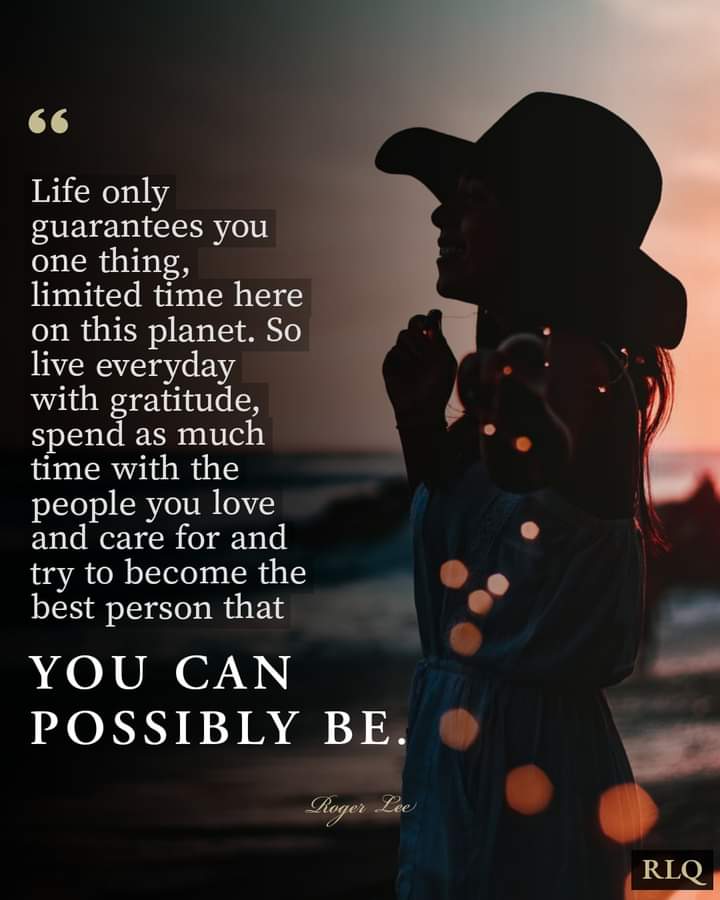 “
Life only
guarantees you
one thing,
limited time here
on this planet. So
live everyday
with gratitude,
spend as much
time with the
people you love
and care for and
try to become the
best person that
YOU CAN
POSSIBLY BE.
Roger Lee
RLQ